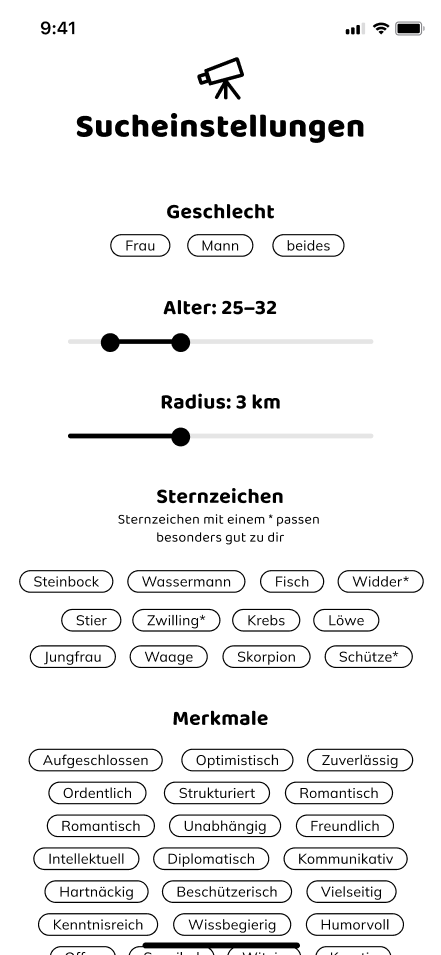 9:41
Sucheinstellungen
Geschlecht
Frau Mann beides
Alter: 25–32
Radius: 3 km
Sternzeichen
Sternzeichen mit einem * passen
besonders gut zu dir
Steinbock Wassermann Fisch Widder*
Stier Zwilling* Krebs Löwe
Jungfrau Waage Skorpion Schütze*
Merkmale
Aufgeschlossen Optimistisch Zuverlässig
Ordentlich Strukturiert Romantisch
Romantisch Unabhängig Freundlich
Intellektuell Diplomatisch Kommunikativ
Hartnäckig Beschützerisch Vielseitig
Kenntnisreich Wissbegierig Humorvoll